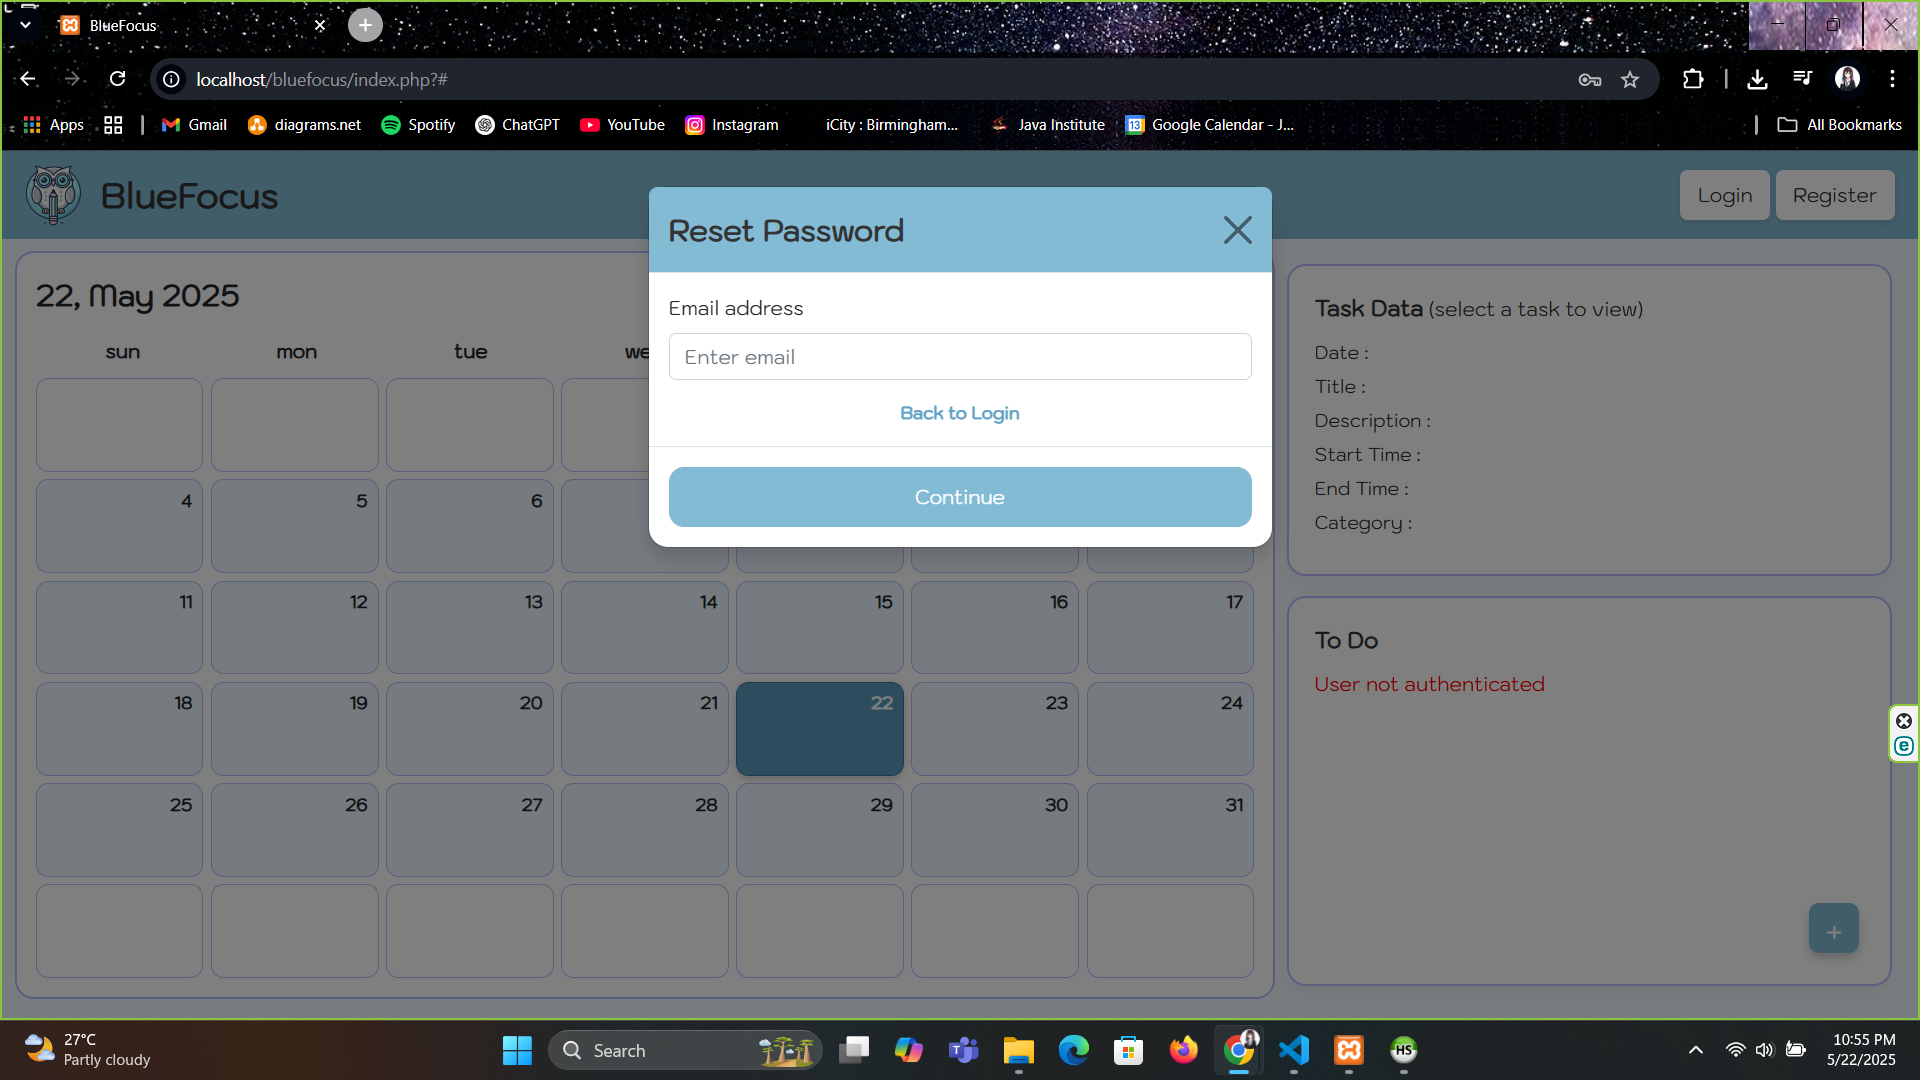 BlueFocus
localhost/bluefocus/index.php?#
Apps
Gmail
diagrams.net
Spotify
ChatGPT
YouTube
Instagram
iCity : Birmingham...
Java Institute
13
Google Calendar - J...
All Bookmarks
BlueFocus
Login
Register
Reset Password
Email address
Enter email
Back to Login
Continue
22, May 2025
sun mon tue we
4 5 6
11 12 13 14 15 16 17
18 19 20 21 22 23 24
25 26 27 28 29 30 31
Task Data (select a task to view)
Date :
Title :
Description :
Start Time :
End Time :
Category :
To Do
User not authenticated
+
e
27°C
Partly cloudy
Search
HS
10:55 PM
5/22/2025